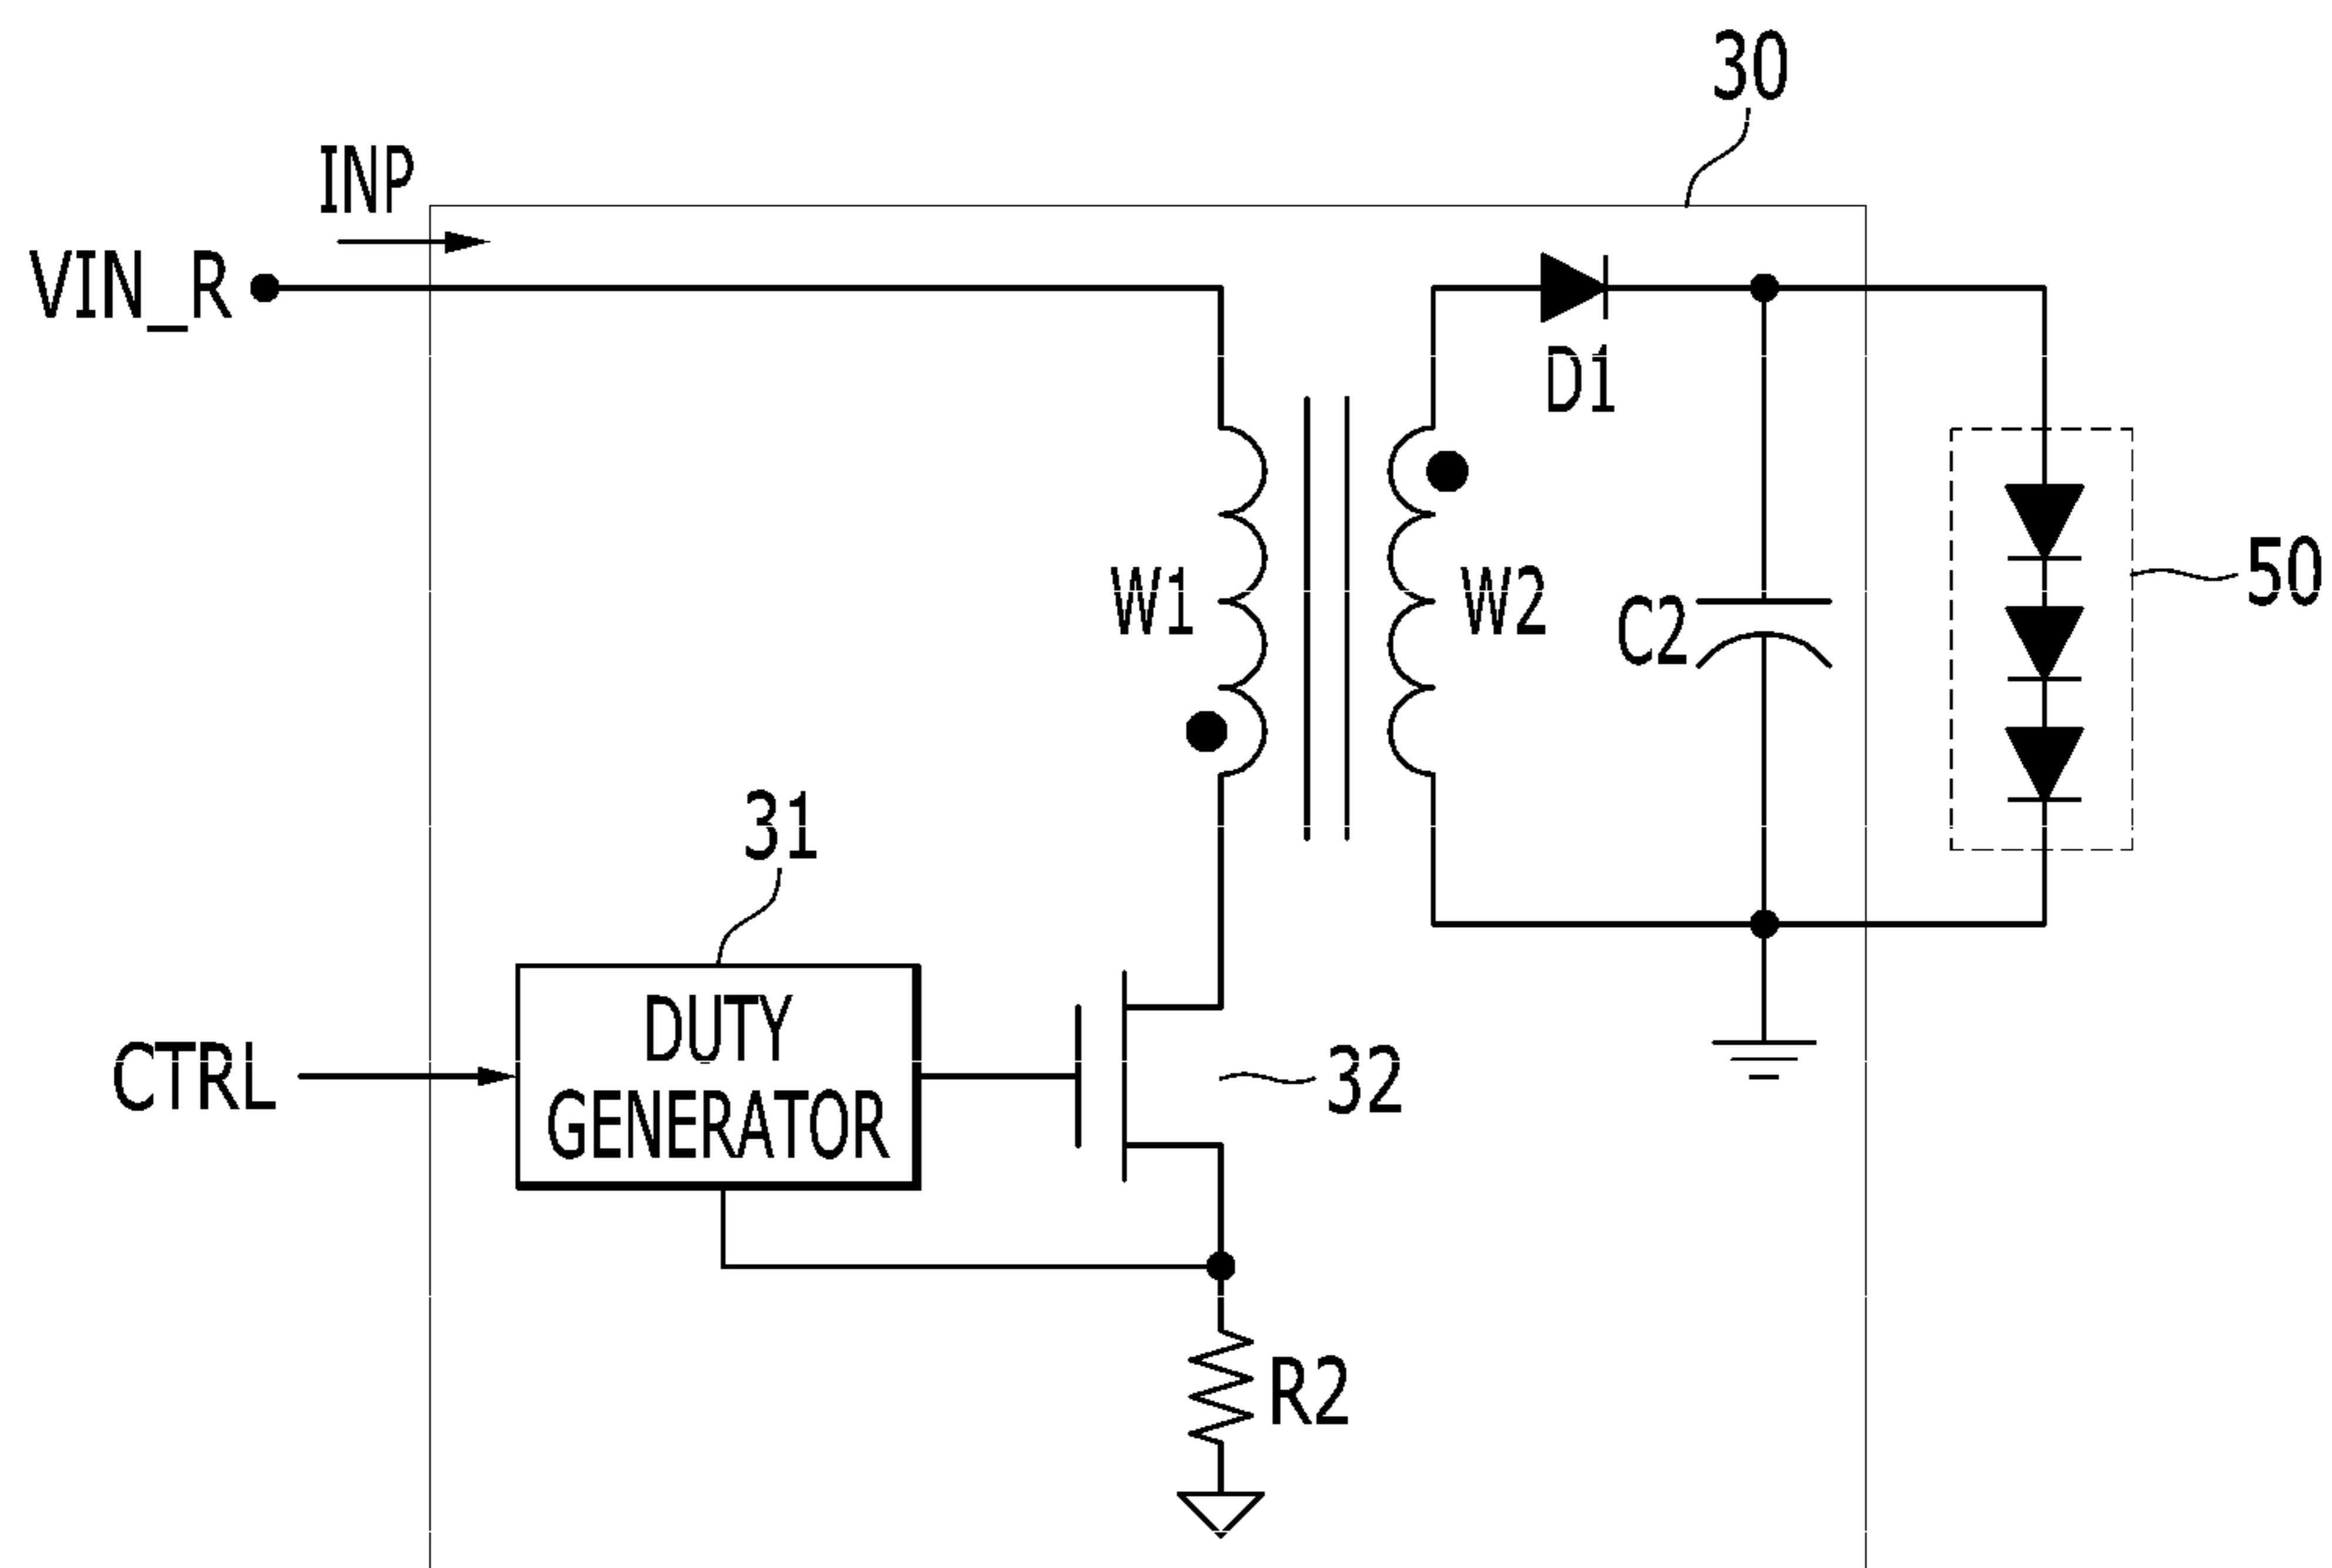 30
INP
VIN_R
D1
W1
W2
C2
50
31
DUTY
GENERATOR
CTRL
32
R2